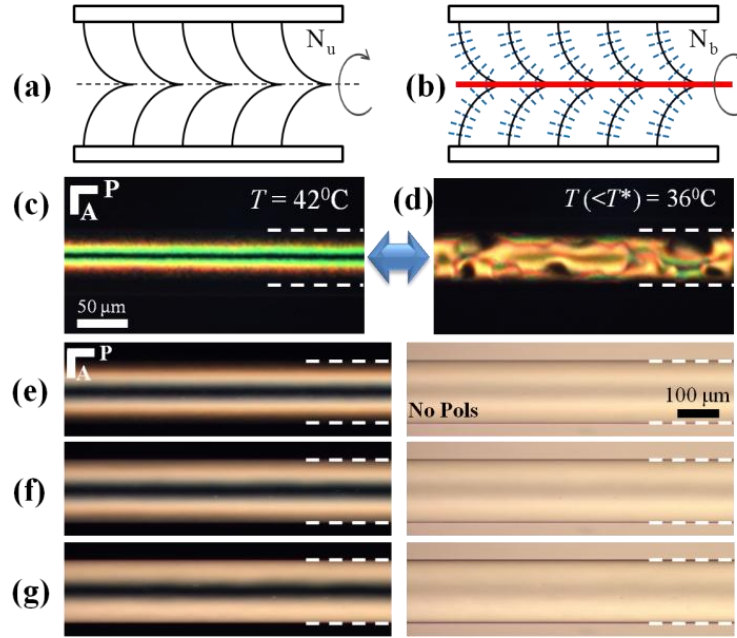 (a)
N_u
(b)
N_b
(c)
P
A
T = 42⁰C
50 µm
(d)
T (<T*) = 36⁰C
(e)
P
A
No Pols
100 µm
(f)
(g)